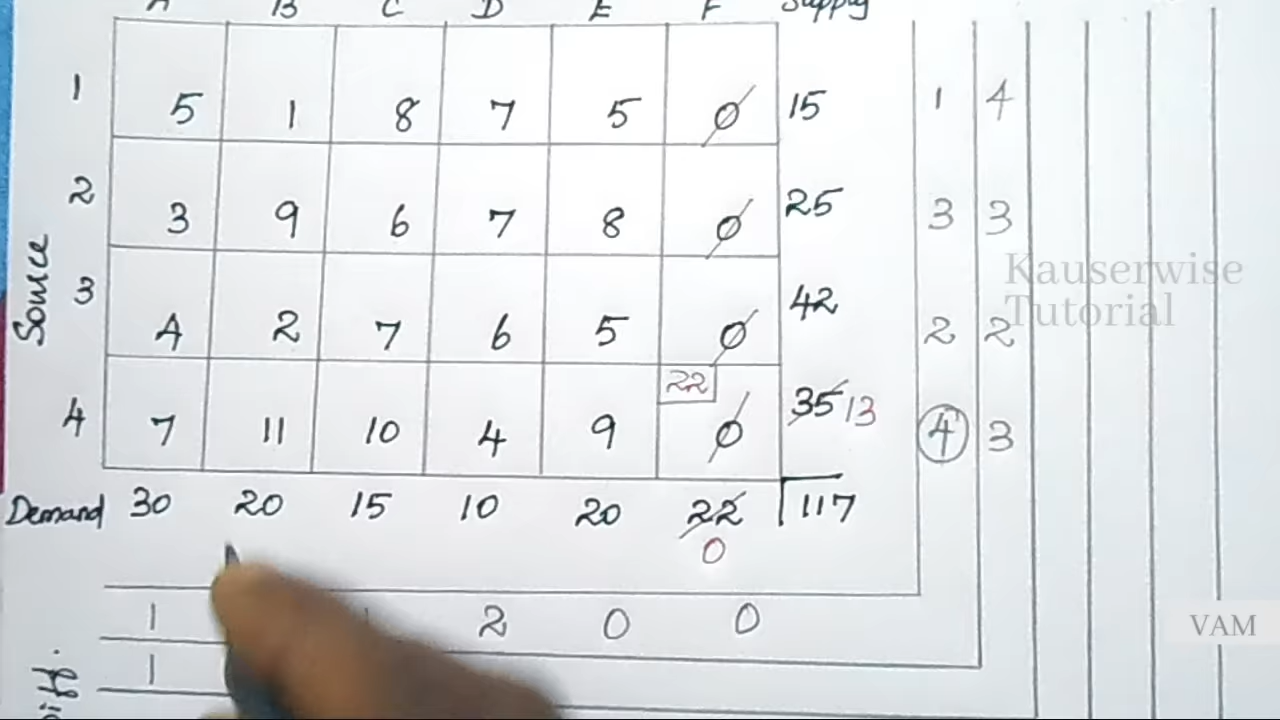 B C D E F Supply
1 5 1 8 7 5 0 15 1 4
2 3 9 6 7 8 0 25 3 3
Source
3 4 2 7 6 5 0 42 2 2
22
4 7 11 10 4 9 0 35 13 4 3
Demand 30 20 15 10 20 22 117
0
1 2 0 0
1
Diff.
Kauserwise
Tutorial
VAM